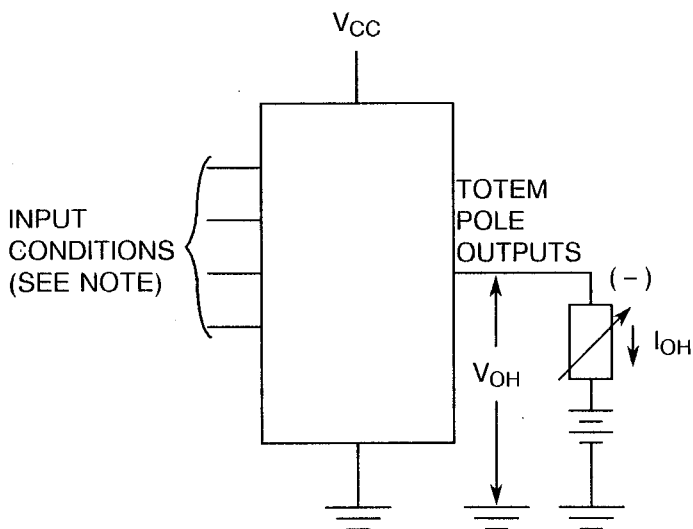 V_CC
INPUT
CONDITIONS
(SEE NOTE)
TOTEM
POLE
OUTPUTS
(–)
I_OH
V_OH